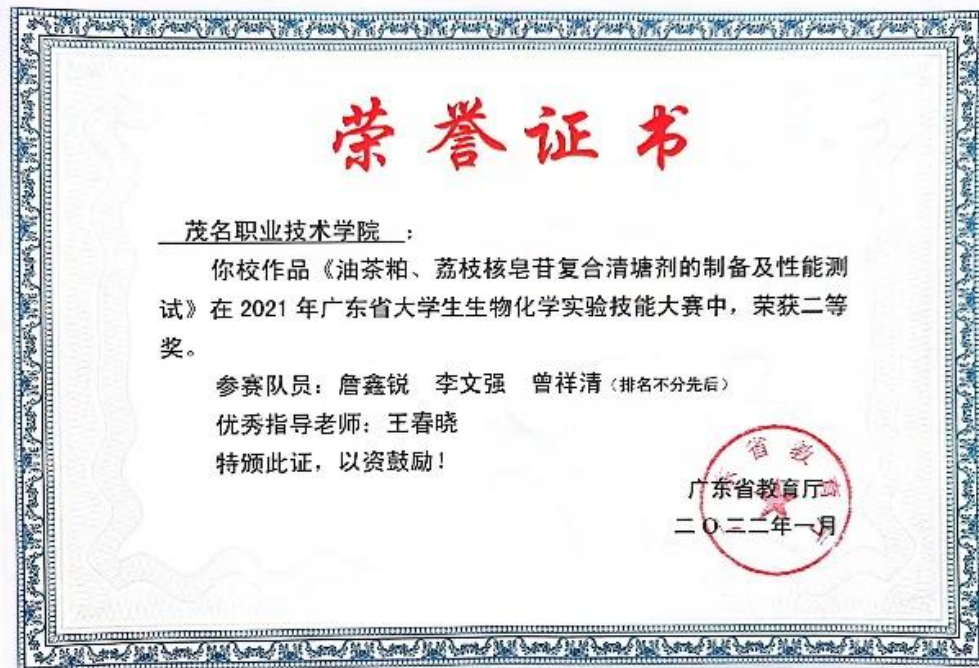 荣誉证书
茂名职业技术学院 ：
你校作品《油茶粕、荔枝核皂苷复合清塘剂的制备及性能测
试》在 2021 年广东省大学生生物化学实验技能大赛中，荣获二等
奖。
参赛队员：詹鑫锐 李文强 曾祥清（排名不分先后）
优秀指导老师：王春晓
特颁此证，以资鼓励！
省教育
广东省教育厅
二〇二二年一月